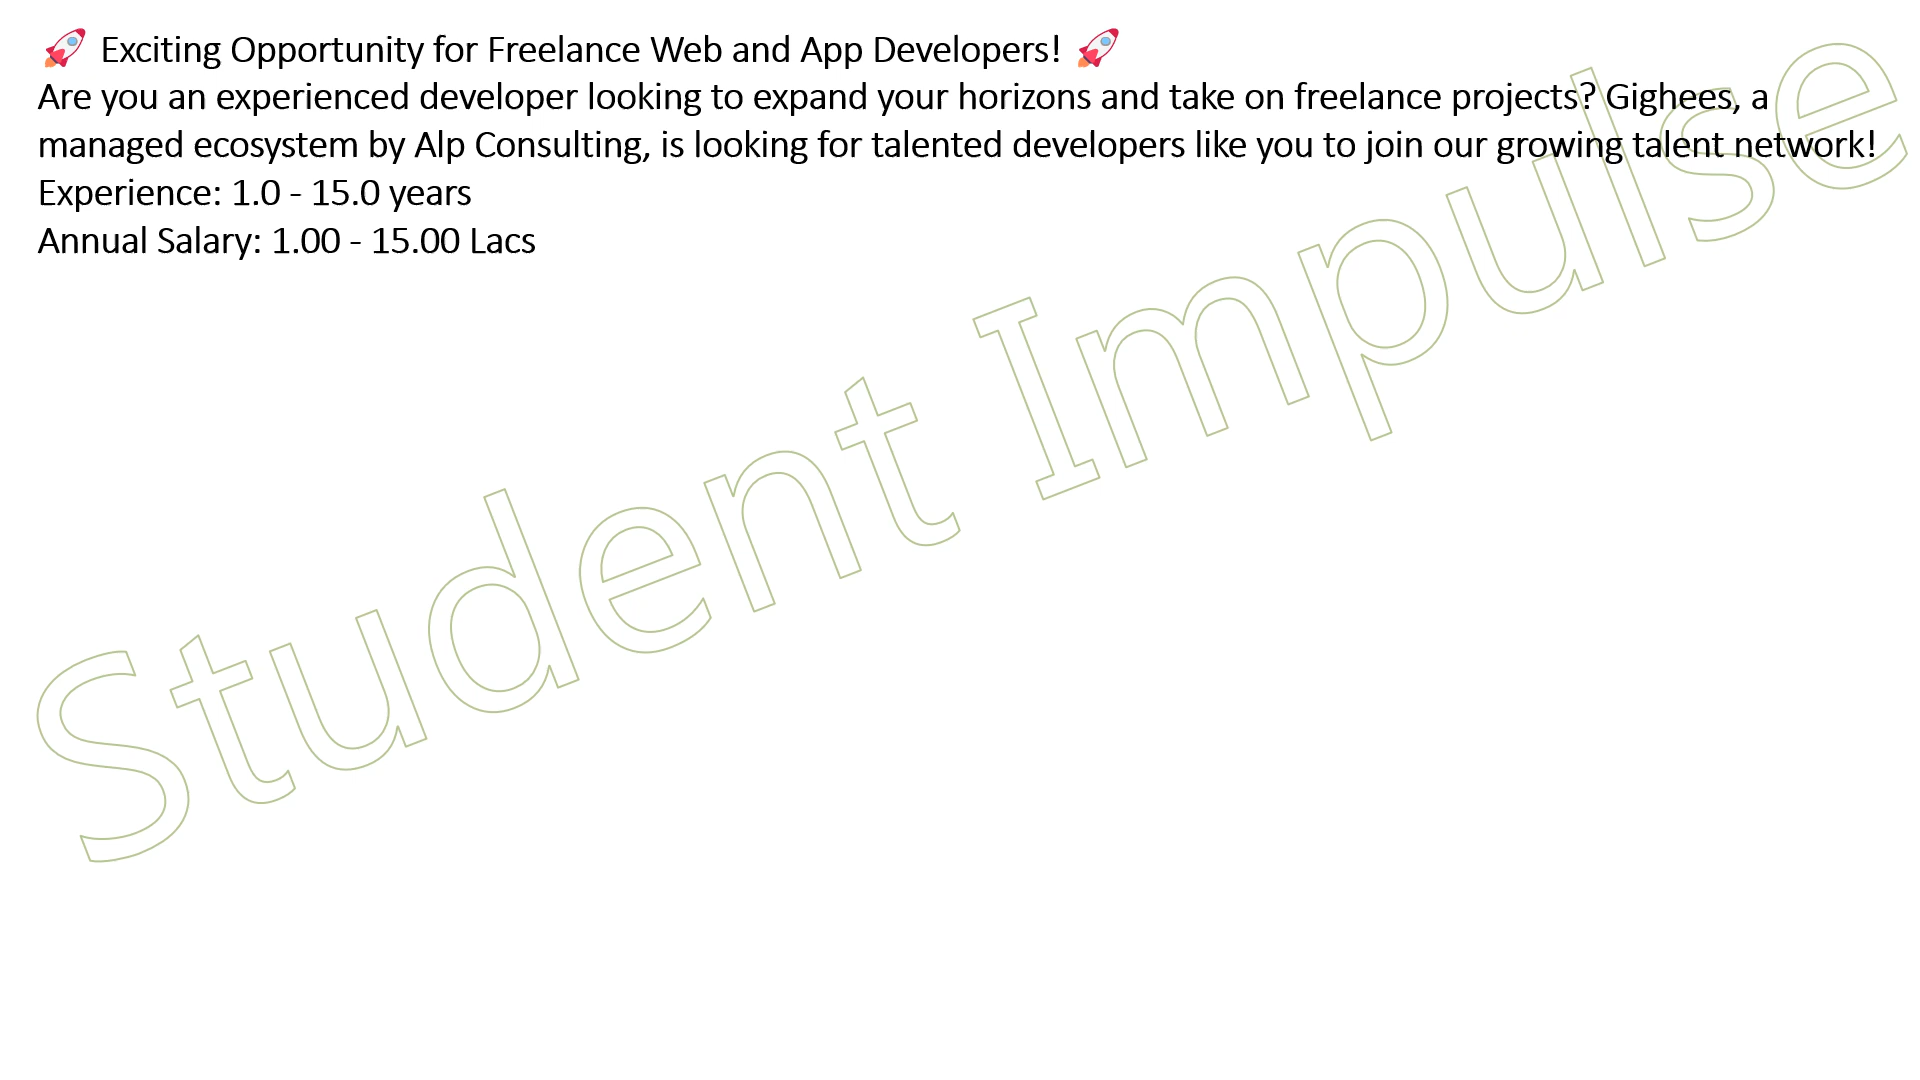 🚀 Exciting Opportunity for Freelance Web and App Developers! 🚀
Are you an experienced developer looking to expand your horizons and take on freelance projects? Gighees, a
managed ecosystem by Alp Consulting, is looking for talented developers like you to join our growing talent network!
Experience: 1.0 - 15.0 years
Annual Salary: 1.00 - 15.00 Lacs
Student Impulse